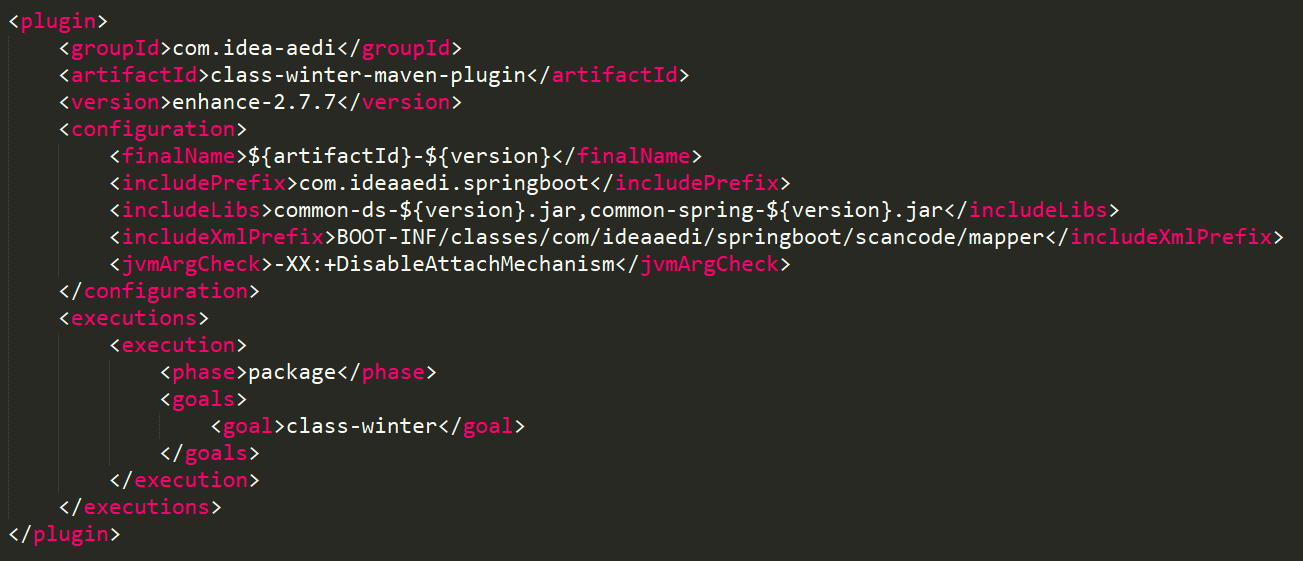 <plugin>
    <groupId>com.idea-aedi</groupId>
    <artifactId>class-winter-maven-plugin</artifactId>
    <version>enhance-2.7.7</version>
    <configuration>
        <finalName>${artifactId}-${version}</finalName>
        <includePrefix>com.ideaaedi.springboot</includePrefix>
        <includeLibs>common-ds-${version}.jar,common-spring-${version}.jar</includeLibs>
        <includeXmlPrefix>BOOT-INF/classes/com/ideaaedi/springboot/scancode/mapper</includeXmlPrefix>
        <jvmArgCheck>-XX:+DisableAttachMechanism</jvmArgCheck>
    </configuration>
    <executions>
        <execution>
            <phase>package</phase>
            <goals>
                <goal>class-winter</goal>
            </goals>
        </execution>
    </executions>
</plugin>